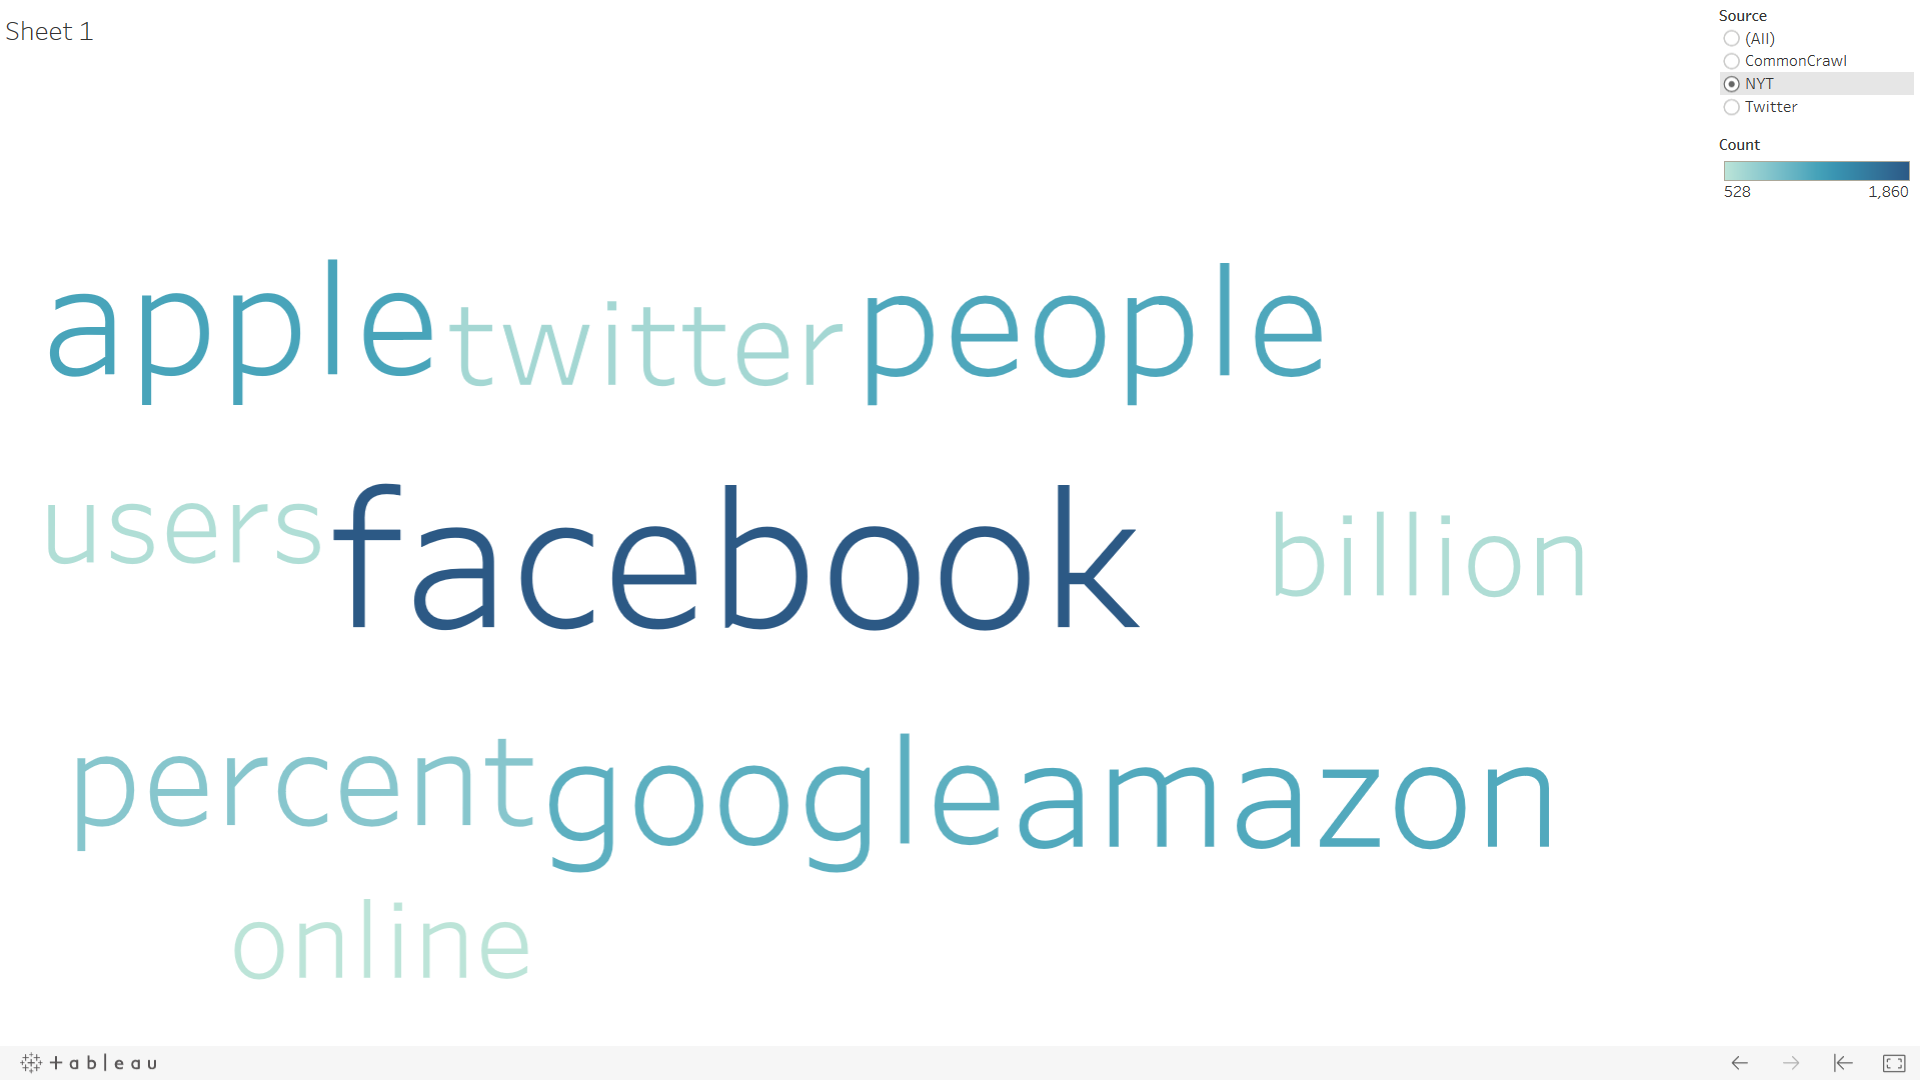 Sheet 1
Source
(All)
CommonCrawl
NYT
Twitter
Count
528 1,860
apple twitter people
users facebook billion
percent google amazon
online
+ableau